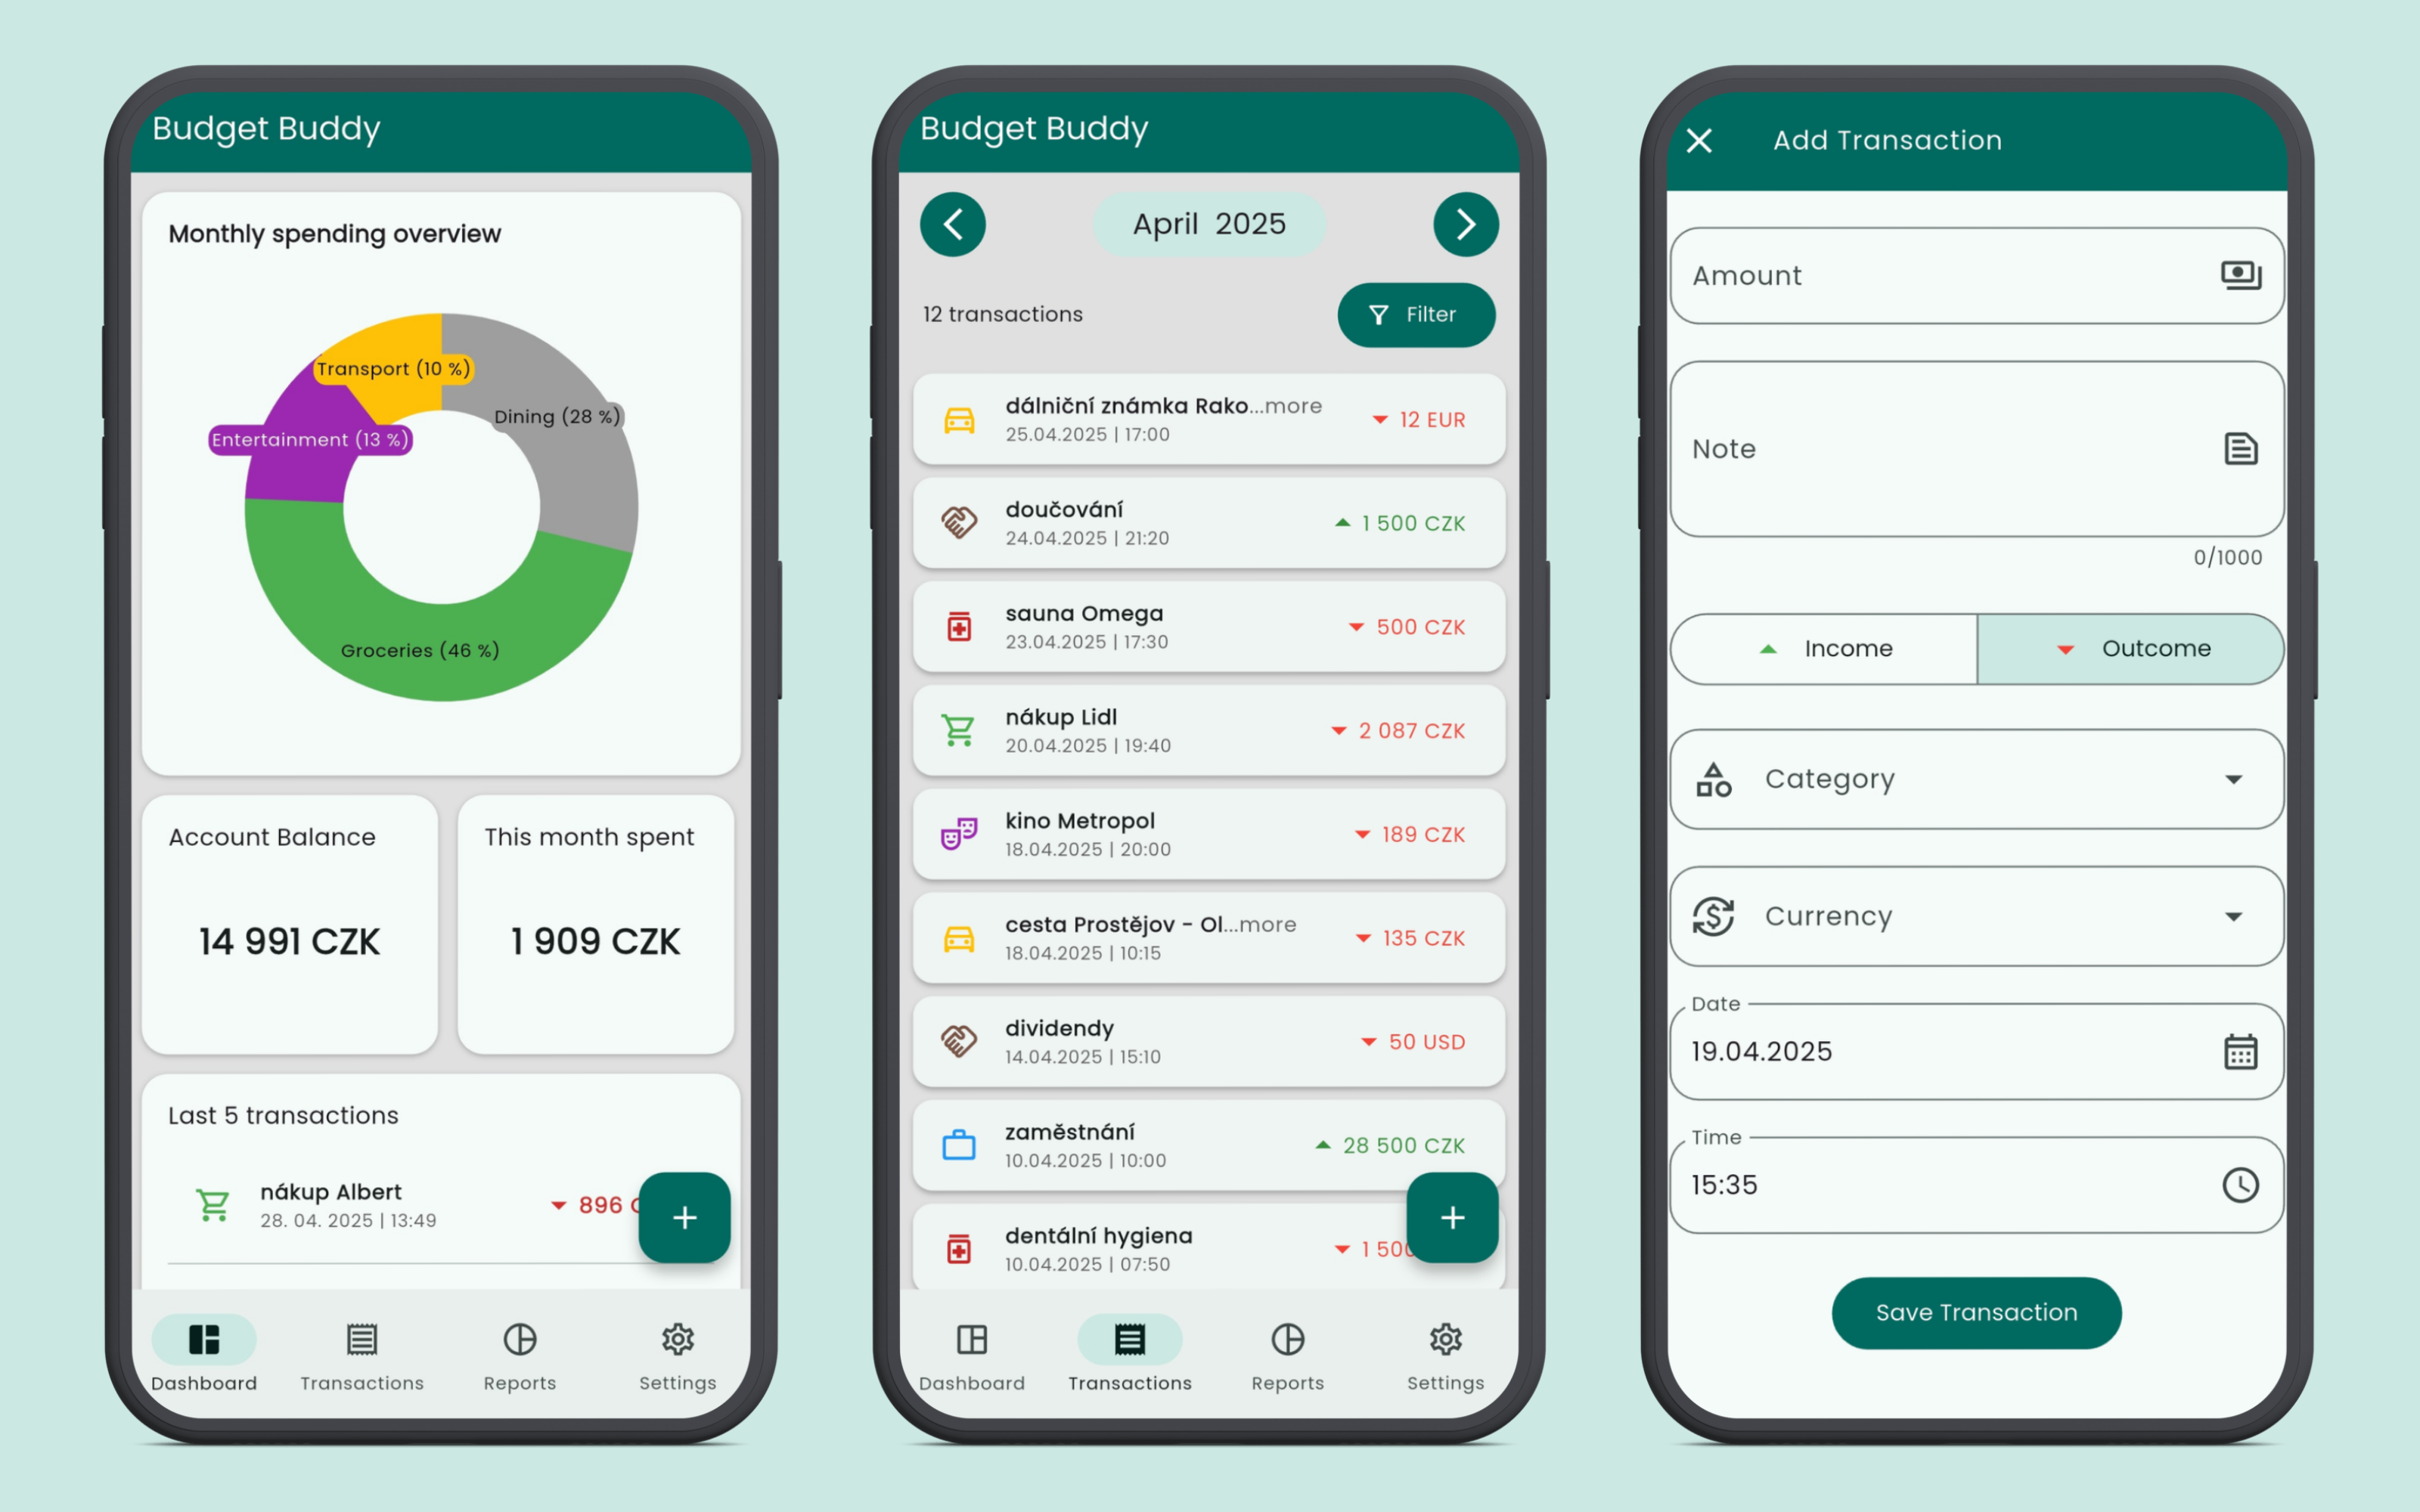 Budget Buddy
Monthly spending overview
Transport (10 %)
Dining (28 %)
Entertainment (13 %)
Groceries (46 %)
Account Balance
14 991 CZK
This month spent
1 909 CZK
Last 5 transactions
nákup Albert
896
28. 04. 2025 | 13:49
+
Dashboard
Transactions
Reports
Settings
Budget Buddy
April 2025
12 transactions
Filter
dálniční známka Rako...more
25.04.2025 | 17:00
12 EUR
doučování
24.04.2025 | 21:20
1 500 CZK
sauna Omega
23.04.2025 | 17:30
500 CZK
nákup Lidl
20.04.2025 | 19:40
2 087 CZK
kino Metropol
18.04.2025 | 20:00
189 CZK
cesta Prostějov - Ol...more
18.04.2025 | 10:15
135 CZK
dividendy
14.04.2025 | 15:10
50 USD
zaměstnání
10.04.2025 | 10:00
28 500 CZK
dentální hygiena
10.04.2025 | 07:50
1 500
+
Dashboard
Transactions
Reports
Settings
Add Transaction
Amount
Note
0/1000
Income
Outcome
Category
Currency
Date
19.04.2025
Time
15:35
Save Transaction